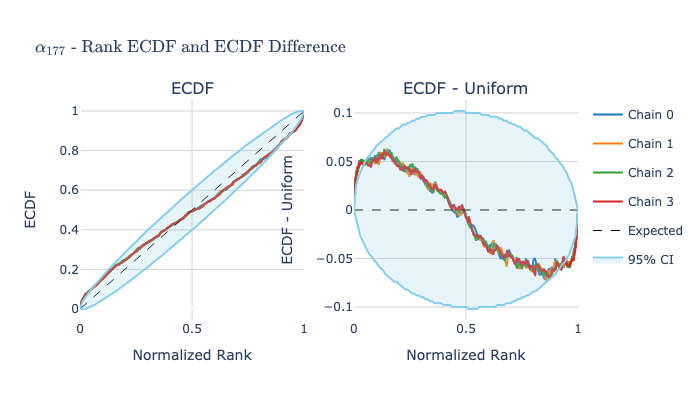 α₁₇₇ - Rank ECDF and ECDF Difference
ECDF
ECDF - Uniform
1
0.8
0.6
0.4
0.2
0
ECDF
0
0.5
1
Normalized Rank
0.1
0.05
0
−0.05
−0.1
ECDF - Uniform
0
0.5
1
Normalized Rank
Chain 0
Chain 1
Chain 2
Chain 3
Expected
95% CI